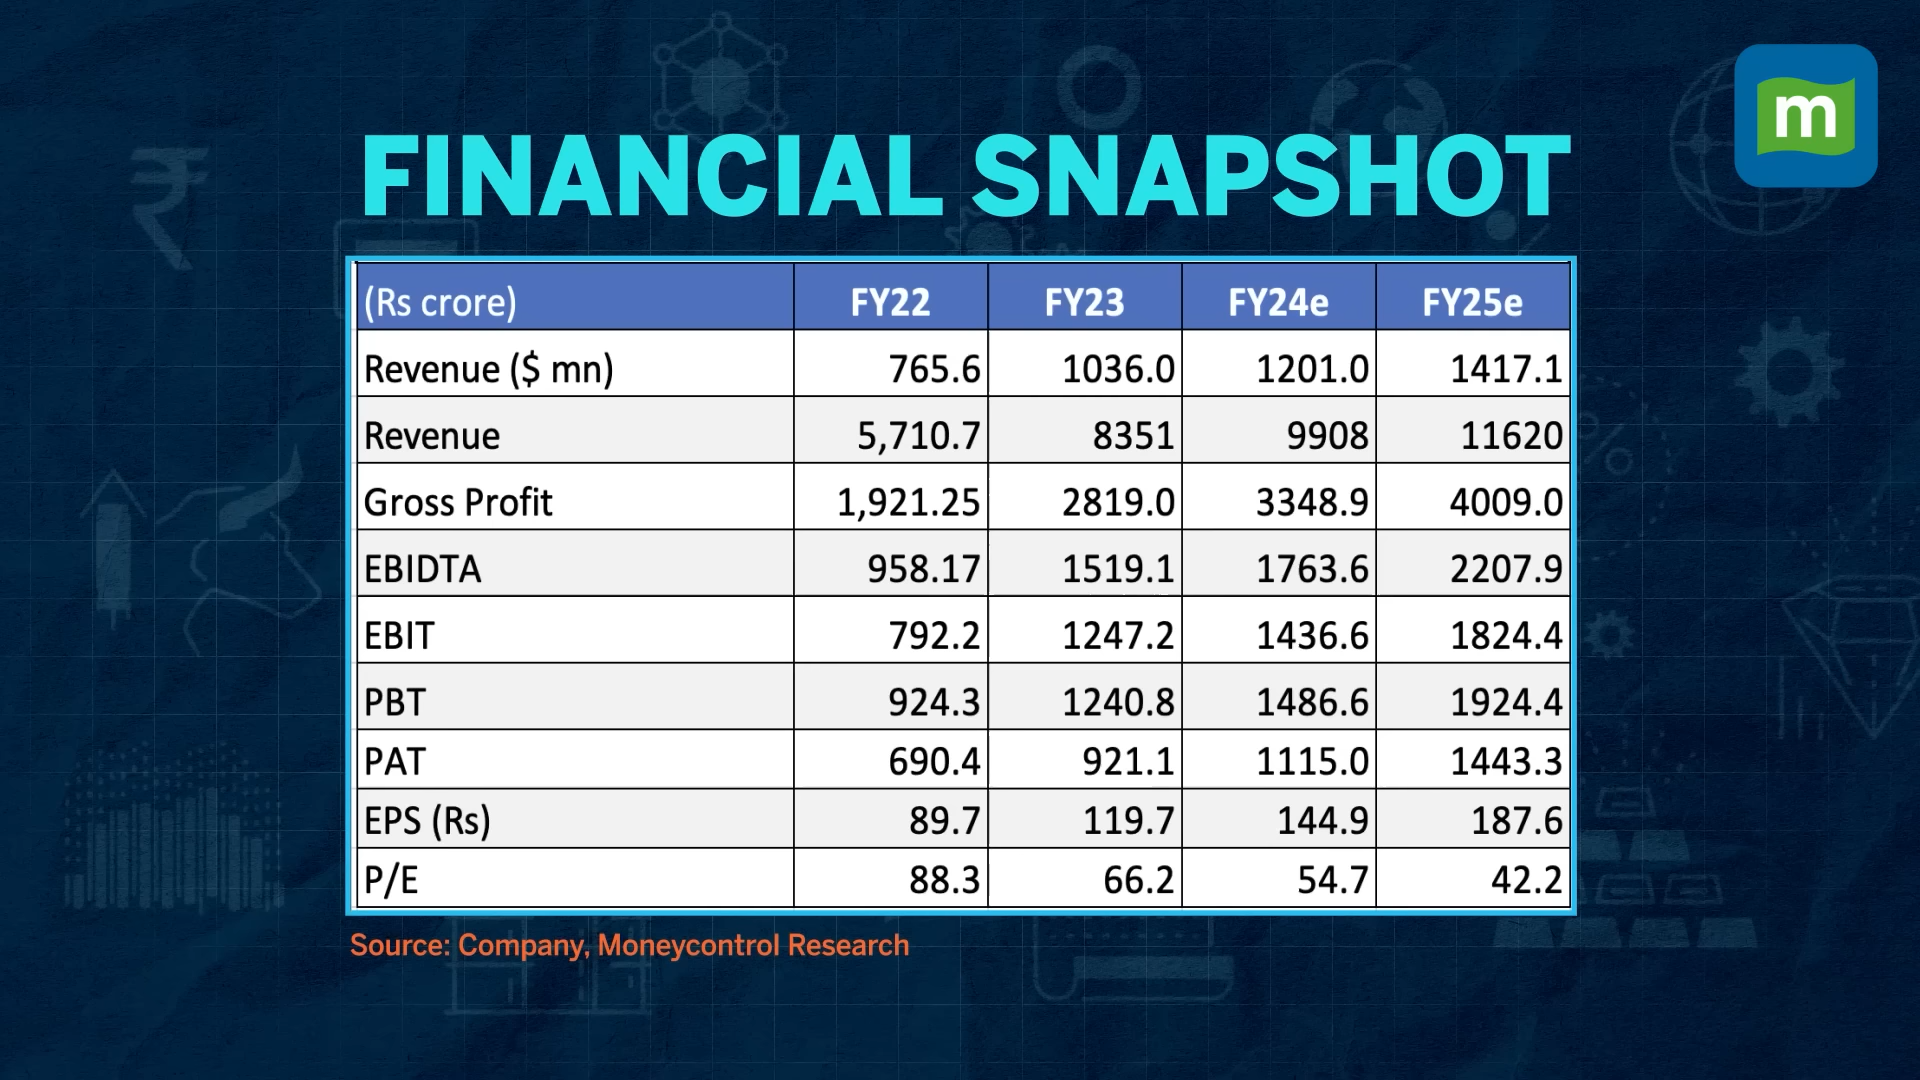 m
FINANCIAL SNAPSHOT
(Rs crore) FY22 FY23 FY24e FY25e
Revenue ($ mn) 765.6 1036.0 1201.0 1417.1
Revenue 5,710.7 8351 9908 11620
Gross Profit 1,921.25 2819.0 3348.9 4009.0
EBIDTA 958.17 1519.1 1763.6 2207.9
EBIT 792.2 1247.2 1436.6 1824.4
PBT 924.3 1240.8 1486.6 1924.4
PAT 690.4 921.1 1115.0 1443.3
EPS (Rs) 89.7 119.7 144.9 187.6
P/E 88.3 66.2 54.7 42.2
Source: Company, Moneycontrol Research